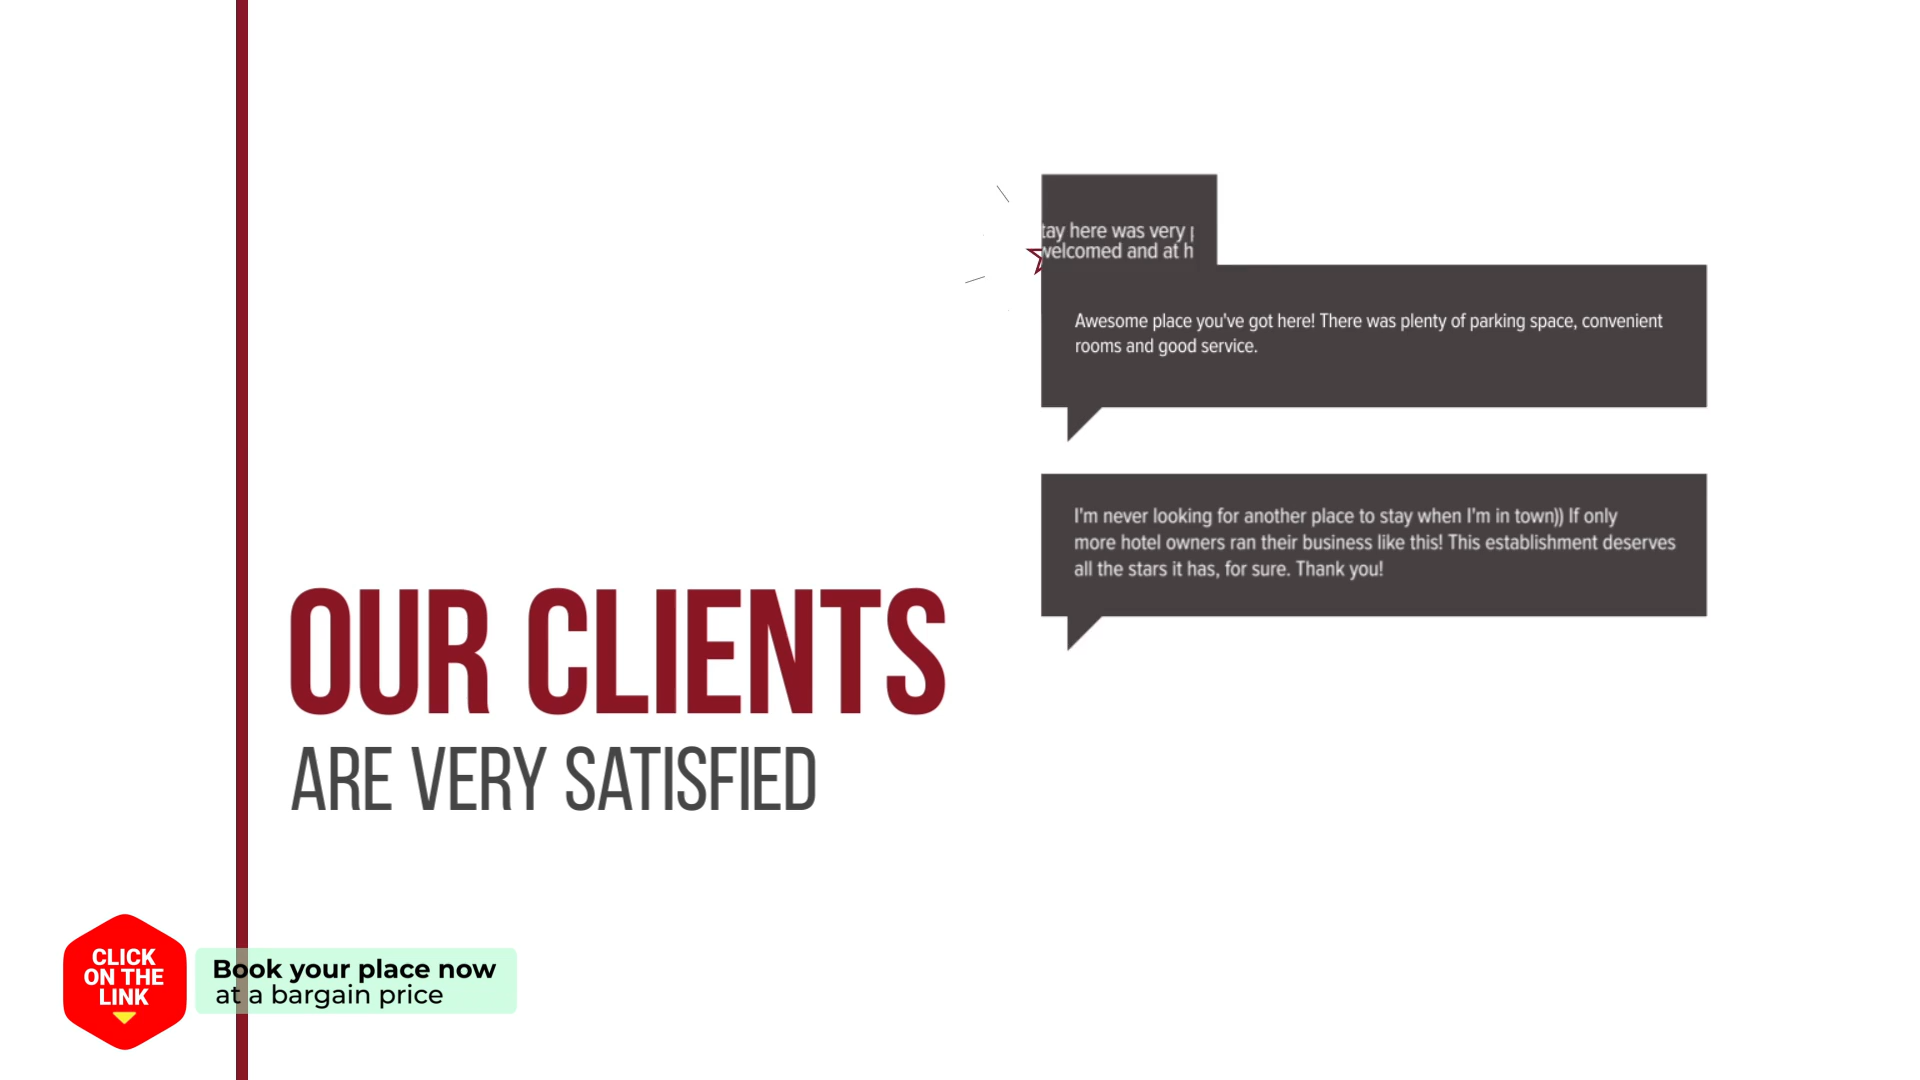 here was very
welcomed and at
Awesome place you've got here! There was plenty of parking space, convenient
rooms and good service.
I'm never looking for another place to stay when I'm in town)) If only
more hotel owners ran their business like this! This establishment deserves
all the stars it has, for sure. Thank you!
OUR CLIENTS
ARE VERY SATISFIED
CLICK
ON THE
LINK
Book your place now
at a bargain price